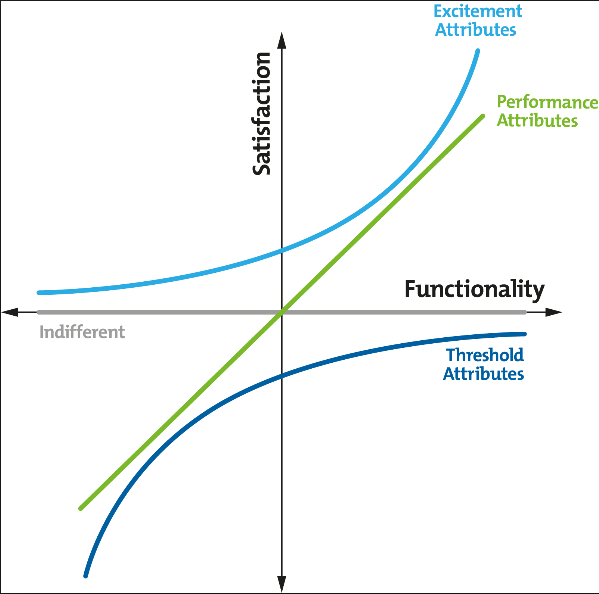 Excitement
Attributes
Performance
Attributes
Satisfaction
Functionality
Indifferent
Threshold
Attributes